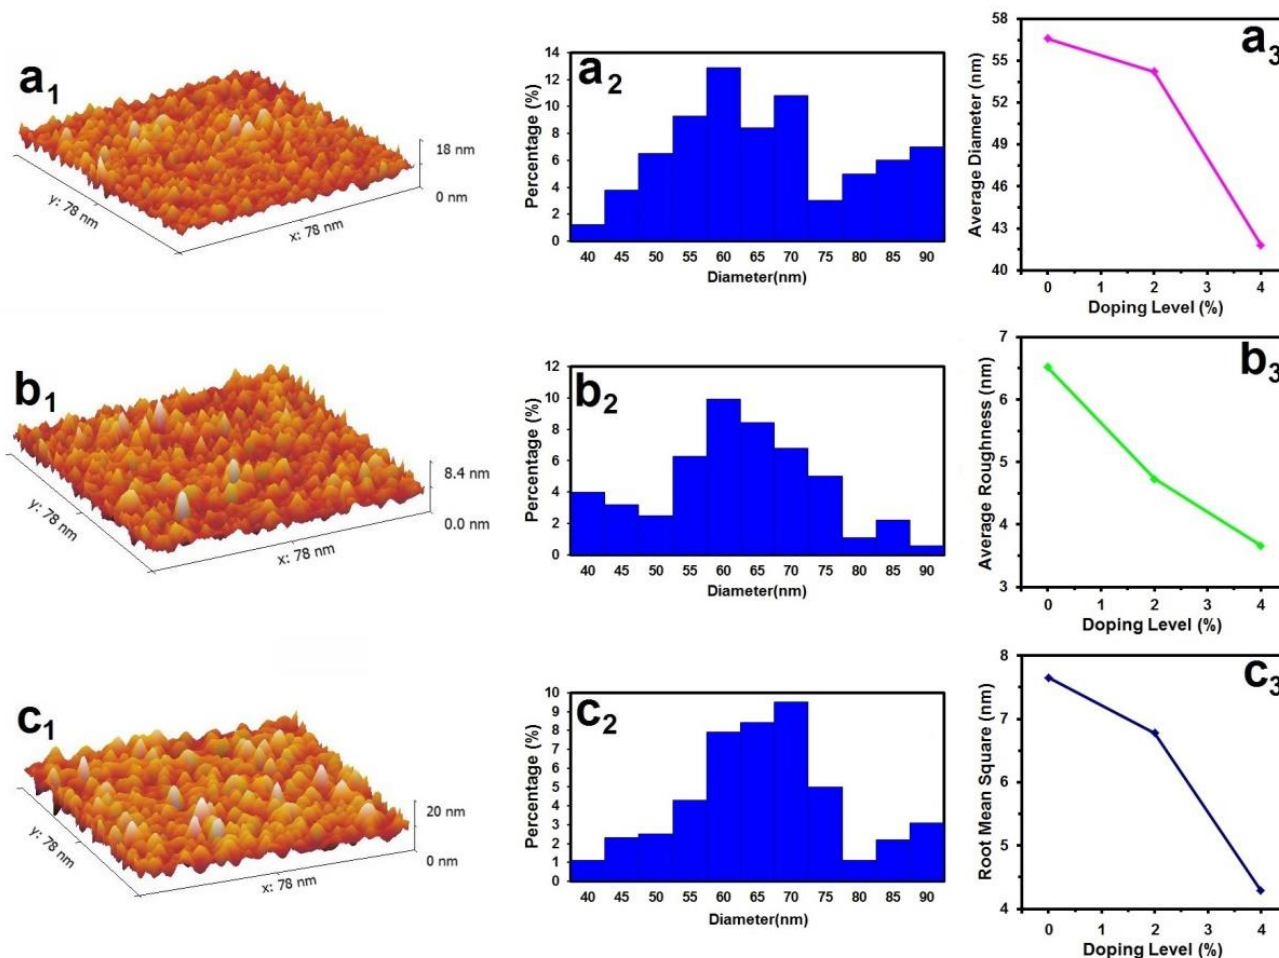 a1
18 nm
0 nm
y: 78 nm
x: 78 nm
a2
Percentage (%)
14
12
10
8
6
4
2
0
40 45 50 55 60 65 70 75 80 85 90
Diameter(nm)
a3
Average Diameter (nm)
58
55
52
49
46
43
40
0 1 2 3 4
Doping Level (%)
b1
8.4 nm
0.0 nm
y: 78 nm
x: 78 nm
b2
Percentage (%)
12
10
8
6
4
2
0
40 45 50 55 60 65 70 75 80 85 90
Diameter(nm)
b3
Average Roughness (nm)
7
6
5
4
3
0 1 2 3 4
Doping Level (%)
c1
20 nm
0 nm
y: 78 nm
x: 78 nm
c2
Percentage (%)
10
9
8
7
6
5
4
3
2
1
0
40 45 50 55 60 65 70 75 80 85 90
Diameter(nm)
c3
Root Mean Square (nm)
8
7
6
5
4
0 1 2 3 4
Doping Level (%)